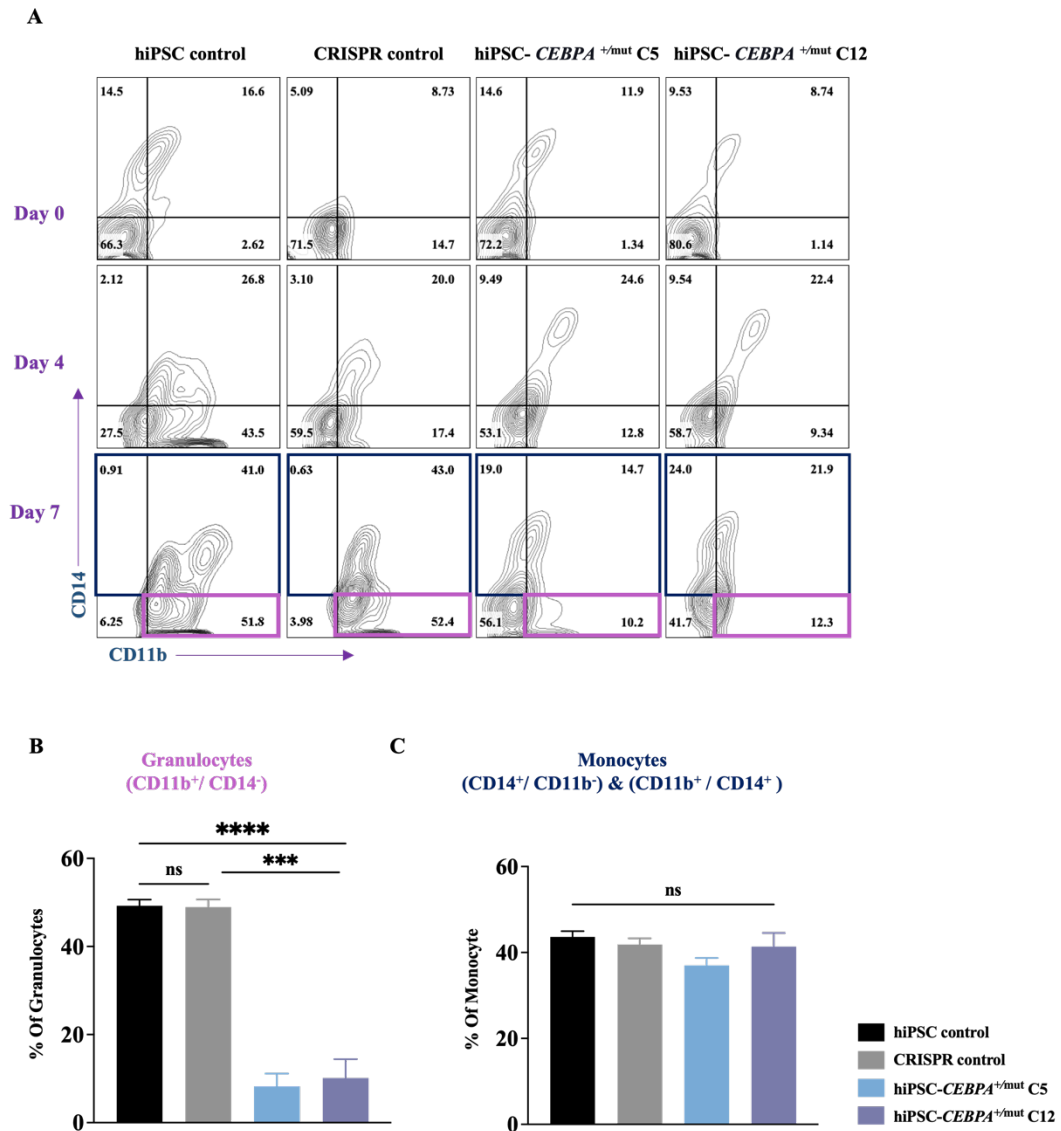 A
hiPSC control CRISPR control hiPSC- CEBPA +/mut C5 hiPSC- CEBPA +/mut C12
14.5 16.6 5.09 8.73 14.6 11.9 9.53 8.74
Day 0
66.3 2.62 71.5 14.7 72.2 1.34 80.6 1.14
2.12 26.8 3.10 20.0 9.49 24.6 9.54 22.4
Day 4
27.5 43.5 59.5 17.4 53.1 12.8 58.7 9.34
0.91 41.0 0.63 43.0 19.0 14.7 24.0 21.9
Day 7
CD14
6.25 51.8 3.98 52.4 56.1 10.2 41.7 12.3
CD11b
B
Granulocytes
(CD11b+/ CD14-)
****
ns ***
60
40
20
0
% Of Granulocytes
C
Monocytes
(CD14+/ CD11b-) & (CD11b+ / CD14+ )
ns
60
40
20
0
% Of Monocyte
hiPSC control
CRISPR control
hiPSC-CEBPA+/mut C5
hiPSC-CEBPA+/mut C12